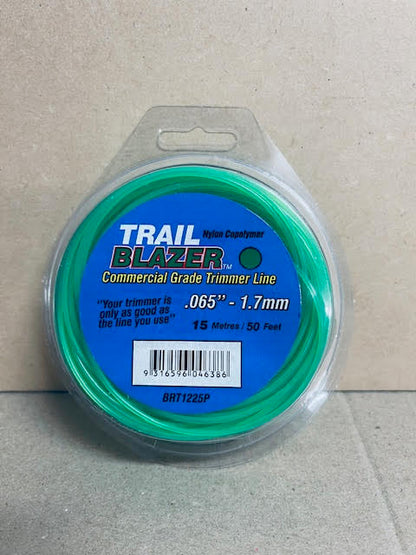 TRAIL Nylon Copolymer
BLAZER™
Commercial Grade Trimmer Line
"Your trimmer is
only as good as
the line you use"
.065" - 1.7mm
15 Metres / 50 Feet
9 316596 046386
BRT1225P